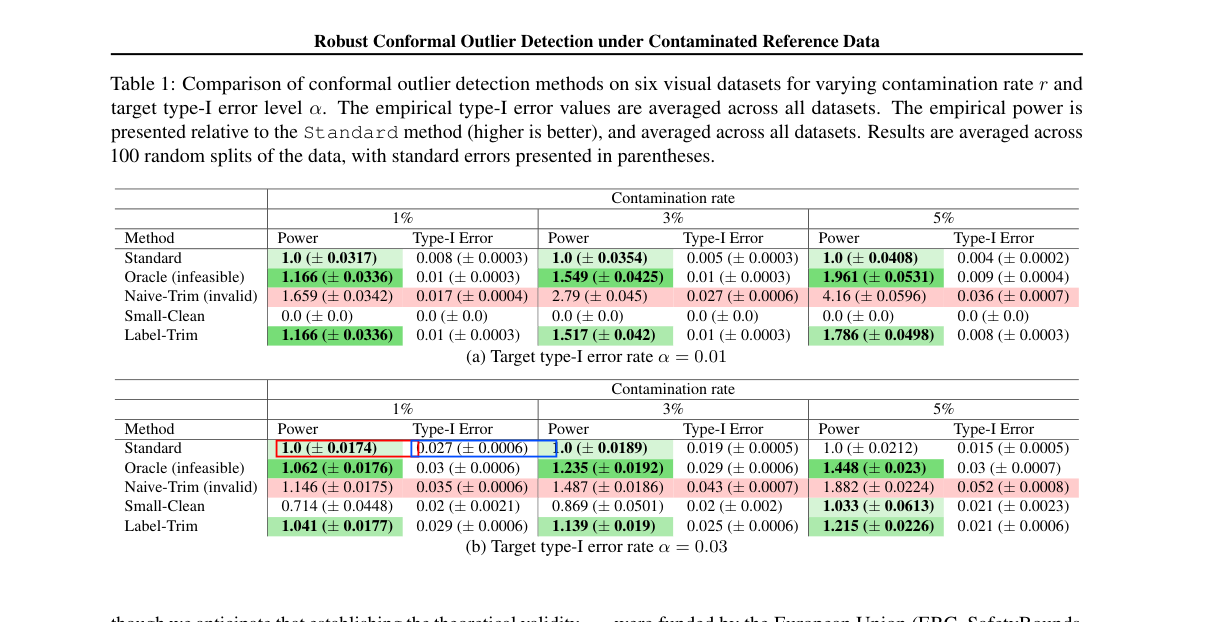 Robust Conformal Outlier Detection under Contaminated Reference Data
Table 1: Comparison of conformal outlier detection methods on six visual datasets for varying contamination rate r and
target type-I error level α. The empirical type-I error values are averaged across all datasets. The empirical power is
presented relative to the Standard method (higher is better), and averaged across all datasets. Results are averaged across
100 random splits of the data, with standard errors presented in parentheses.
Contamination rate
1% 3% 5%
Method Power Type-I Error Power Type-I Error Power Type-I Error
Standard 1.0 (± 0.0317) 0.008 (± 0.0003) 1.0 (± 0.0354) 0.005 (± 0.0003) 1.0 (± 0.0408) 0.004 (± 0.0002)
Oracle (infeasible) 1.166 (± 0.0336) 0.01 (± 0.0003) 1.549 (± 0.0425) 0.01 (± 0.0003) 1.961 (± 0.0531) 0.009 (± 0.0004)
Naive-Trim (invalid) 1.659 (± 0.0342) 0.017 (± 0.0004) 2.79 (± 0.045) 0.027 (± 0.0006) 4.16 (± 0.0596) 0.036 (± 0.0007)
Small-Clean 0.0 (± 0.0) 0.0 (± 0.0) 0.0 (± 0.0) 0.0 (± 0.0) 0.0 (± 0.0) 0.0 (± 0.0)
Label-Trim 1.166 (± 0.0336) 0.01 (± 0.0003) 1.517 (± 0.042) 0.01 (± 0.0003) 1.786 (± 0.0498) 0.008 (± 0.0003)
(a) Target type-I error rate α = 0.01
Contamination rate
1% 3% 5%
Method Power Type-I Error Power Type-I Error Power Type-I Error
Standard 1.0 (± 0.0174) 0.027 (± 0.0006) 1.0 (± 0.0189) 0.019 (± 0.0005) 1.0 (± 0.0212) 0.015 (± 0.0005)
Oracle (infeasible) 1.062 (± 0.0176) 0.03 (± 0.0006) 1.235 (± 0.0192) 0.029 (± 0.0006) 1.448 (± 0.023) 0.03 (± 0.0007)
Naive-Trim (invalid) 1.146 (± 0.0175) 0.035 (± 0.0006) 1.487 (± 0.0186) 0.043 (± 0.0007) 1.882 (± 0.0224) 0.052 (± 0.0008)
Small-Clean 0.714 (± 0.0448) 0.02 (± 0.0021) 0.869 (± 0.0501) 0.02 (± 0.002) 1.033 (± 0.0613) 0.021 (± 0.0023)
Label-Trim 1.041 (± 0.0177) 0.029 (± 0.0006) 1.139 (± 0.019) 0.025 (± 0.0006) 1.215 (± 0.0226) 0.021 (± 0.0006)
(b) Target type-I error rate α = 0.03
though we anticipate that establishing the theoretical validity
were funded by the European Union (ERC, SafetyBounds,